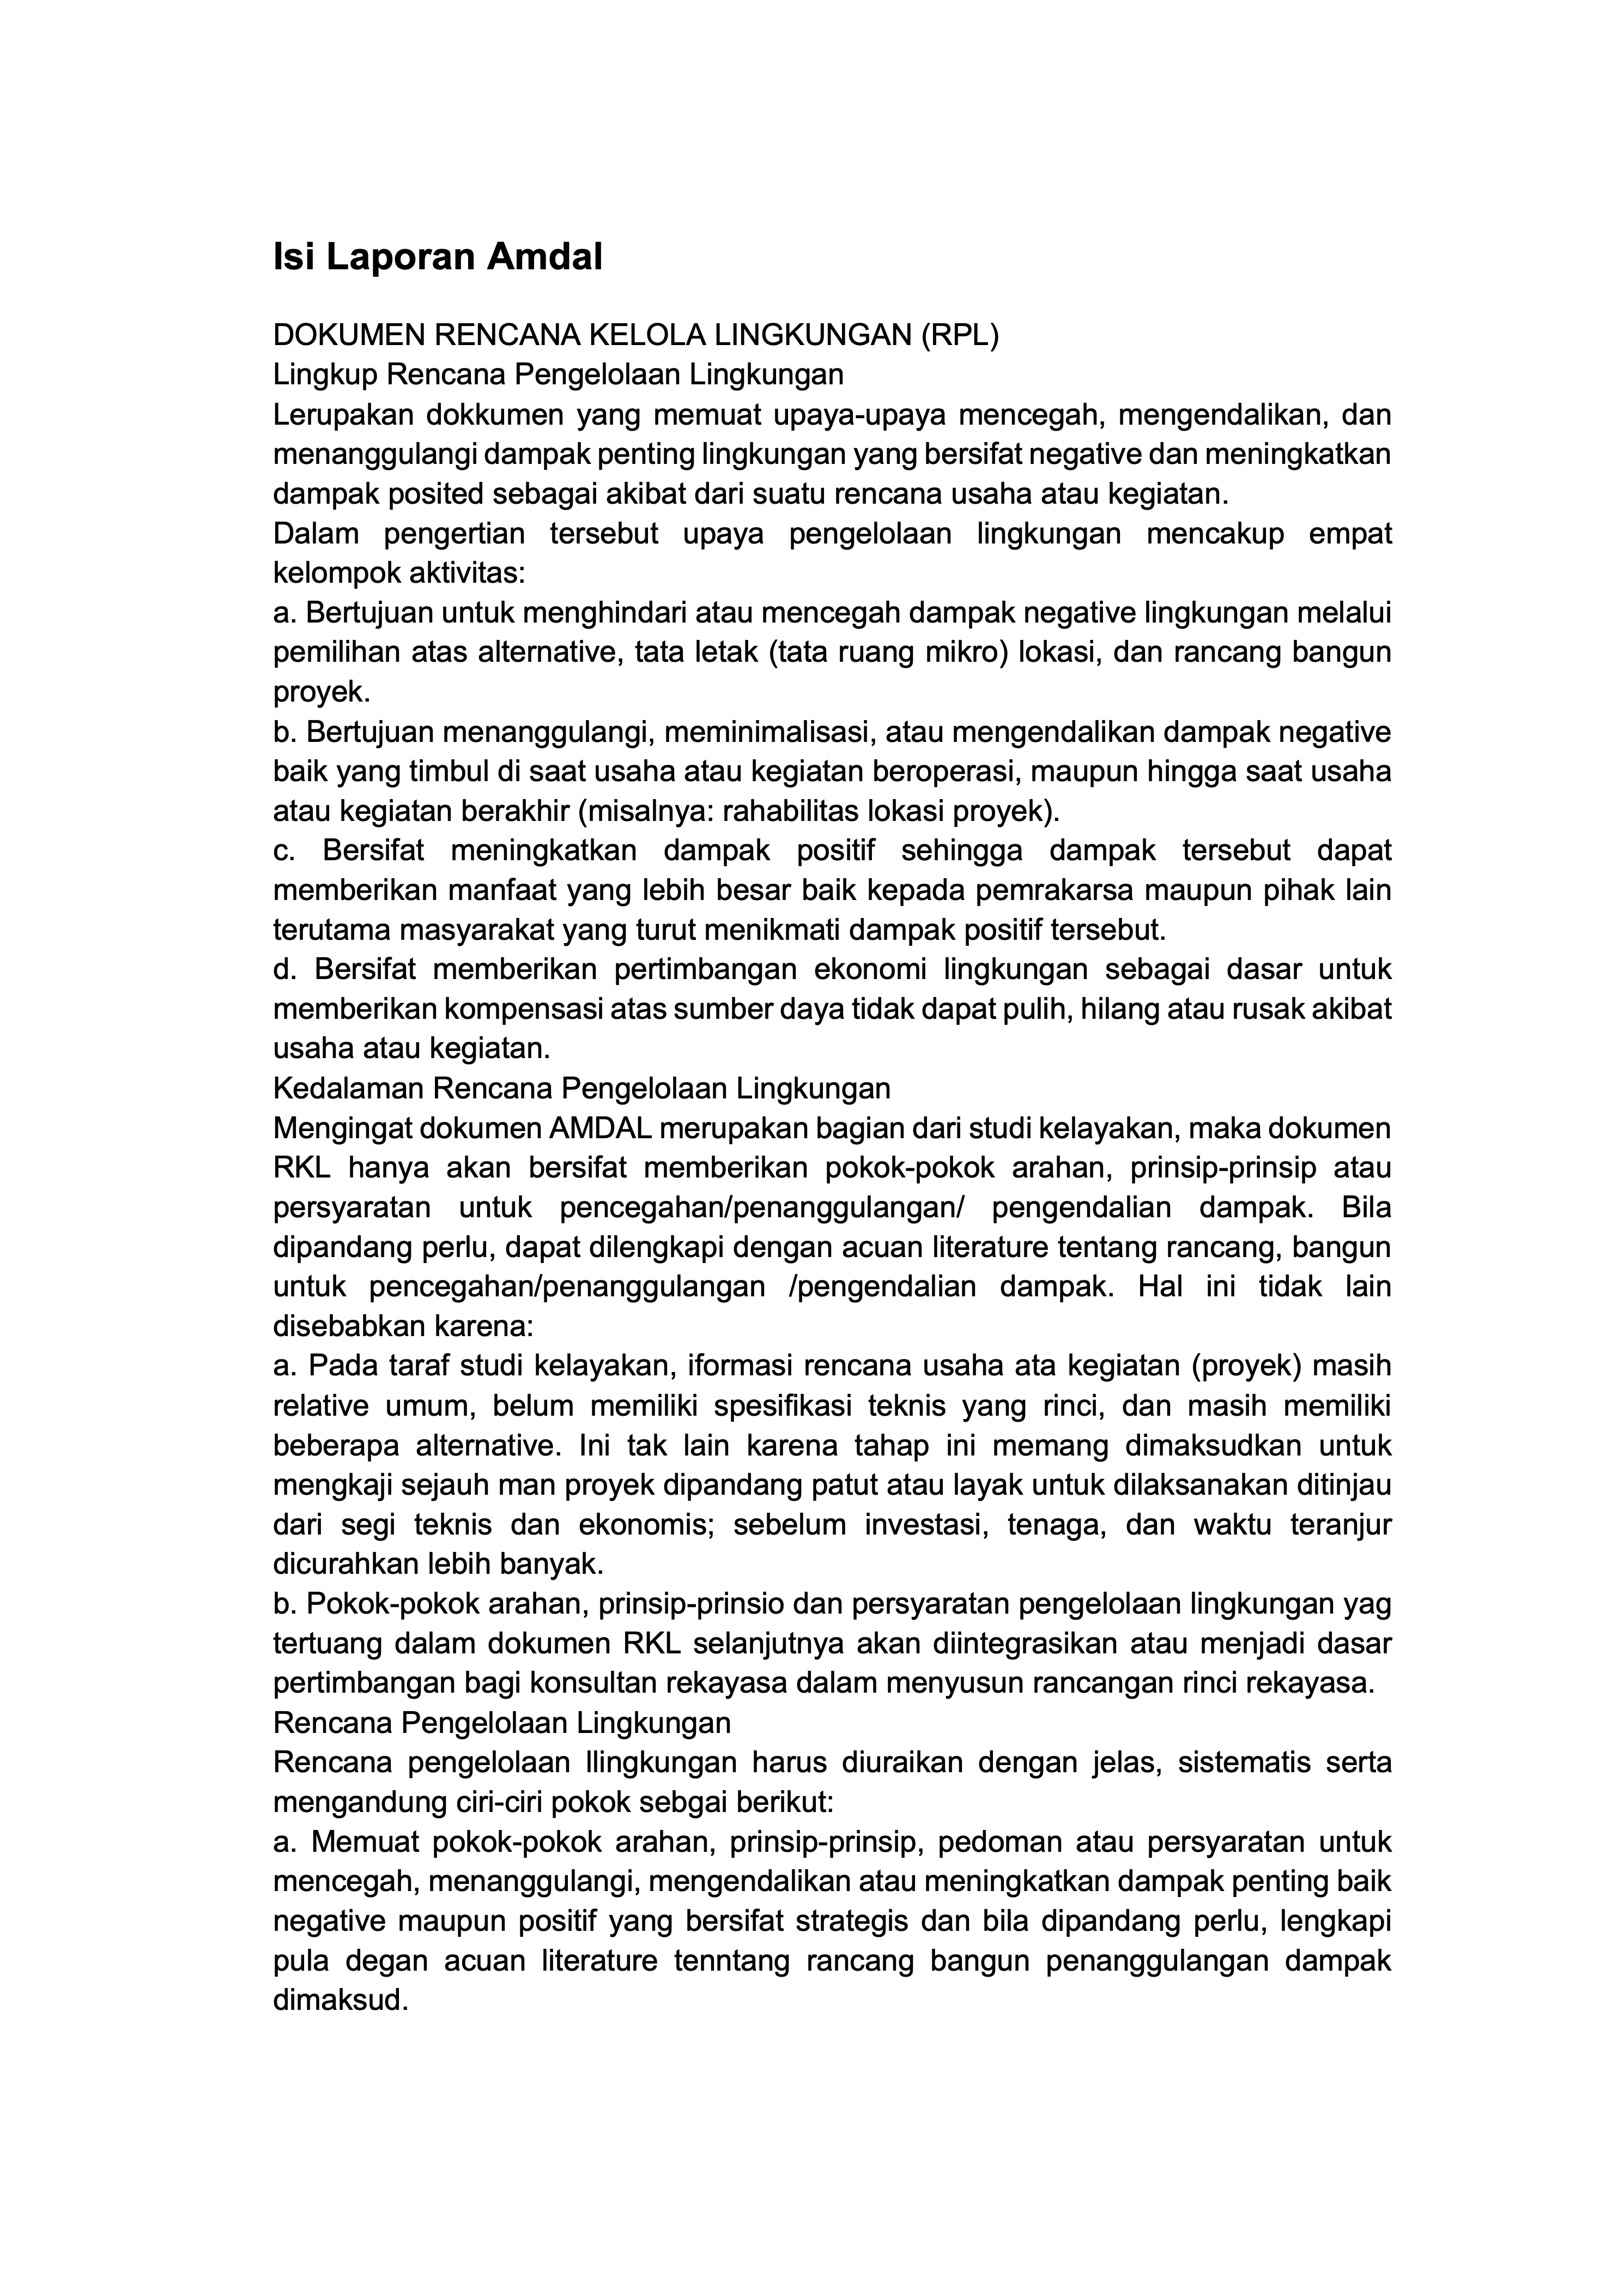 Isi Laporan Amdal
DOKUMEN RENCANA KELOLA LINGKUNGAN (RPL)
Lingkup Rencana Pengelolaan Lingkungan
Lerupakan dokkumen yang memuat upaya-upaya mencegah, mengendalikan, dan
menanggulangi dampak penting lingkungan yang bersifat negative dan meningkatkan
dampak posited sebagai akibat dari suatu rencana usaha atau kegiatan.
Dalam pengertian tersebut upaya pengelolaan lingkungan mencakup empat
kelompok aktivitas:
a. Bertujuan untuk menghindari atau mencegah dampak negative lingkungan melalui
pemilihan atas alternative, tata letak (tata ruang mikro) lokasi, dan rancang bangun
proyek.
b. Bertujuan menanggulangi, meminimalisasi, atau mengendalikan dampak negative
baik yang timbul di saat usaha atau kegiatan beroperasi, maupun hingga saat usaha
atau kegiatan berakhir (misalnya: rahabilitas lokasi proyek).
c. Bersifat meningkatkan dampak positif sehingga dampak tersebut dapat
memberikan manfaat yang lebih besar baik kepada pemrakarsa maupun pihak lain
terutama masyarakat yang turut menikmati dampak positif tersebut.
d. Bersifat memberikan pertimbangan ekonomi lingkungan sebagai dasar untuk
memberikan kompensasi atas sumber daya tidak dapat pulih, hilang atau rusak akibat
usaha atau kegiatan.
Kedalaman Rencana Pengelolaan Lingkungan
Mengingat dokumen AMDAL merupakan bagian dari studi kelayakan, maka dokumen
RKL hanya akan bersifat memberikan pokok-pokok arahan, prinsip-prinsip atau
persyaratan untuk pencegahan/penanggulangan/ pengendalian dampak. Bila
dipandang perlu, dapat dilengkapi dengan acuan literature tentang rancang, bangun
untuk pencegahan/penanggulangan /pengendalian dampak. Hal ini tidak lain
disebabkan karena:
a. Pada taraf studi kelayakan, iformasi rencana usaha ata kegiatan (proyek) masih
relative umum, belum memiliki spesifikasi teknis yang rinci, dan masih memiliki
beberapa alternative. Ini tak lain karena tahap ini memang dimaksudkan untuk
mengkaji sejauh man proyek dipandang patut atau layak untuk dilaksanakan ditinjau
dari segi teknis dan ekonomis; sebelum investasi, tenaga, dan waktu teranjur
dicurahkan lebih banyak.
b. Pokok-pokok arahan, prinsip-prinsio dan persyaratan pengelolaan lingkungan yag
tertuang dalam dokumen RKL selanjutnya akan diintegrasikan atau menjadi dasar
pertimbangan bagi konsultan rekayasa dalam menyusun rancangan rinci rekayasa.
Rencana Pengelolaan Lingkungan
Rencana pengelolaan llingkungan harus diuraikan dengan jelas, sistematis serta
mengandung ciri-ciri pokok sebgai berikut:
a. Memuat pokok-pokok arahan, prinsip-prinsip, pedoman atau persyaratan untuk
mencegah, menanggulangi, mengendalikan atau meningkatkan dampak penting baik
negative maupun positif yang bersifat strategis dan bila dipandang perlu, lengkapi
pula degan acuan literature tenntang rancang bangun penanggulangan dampak
dimaksud.